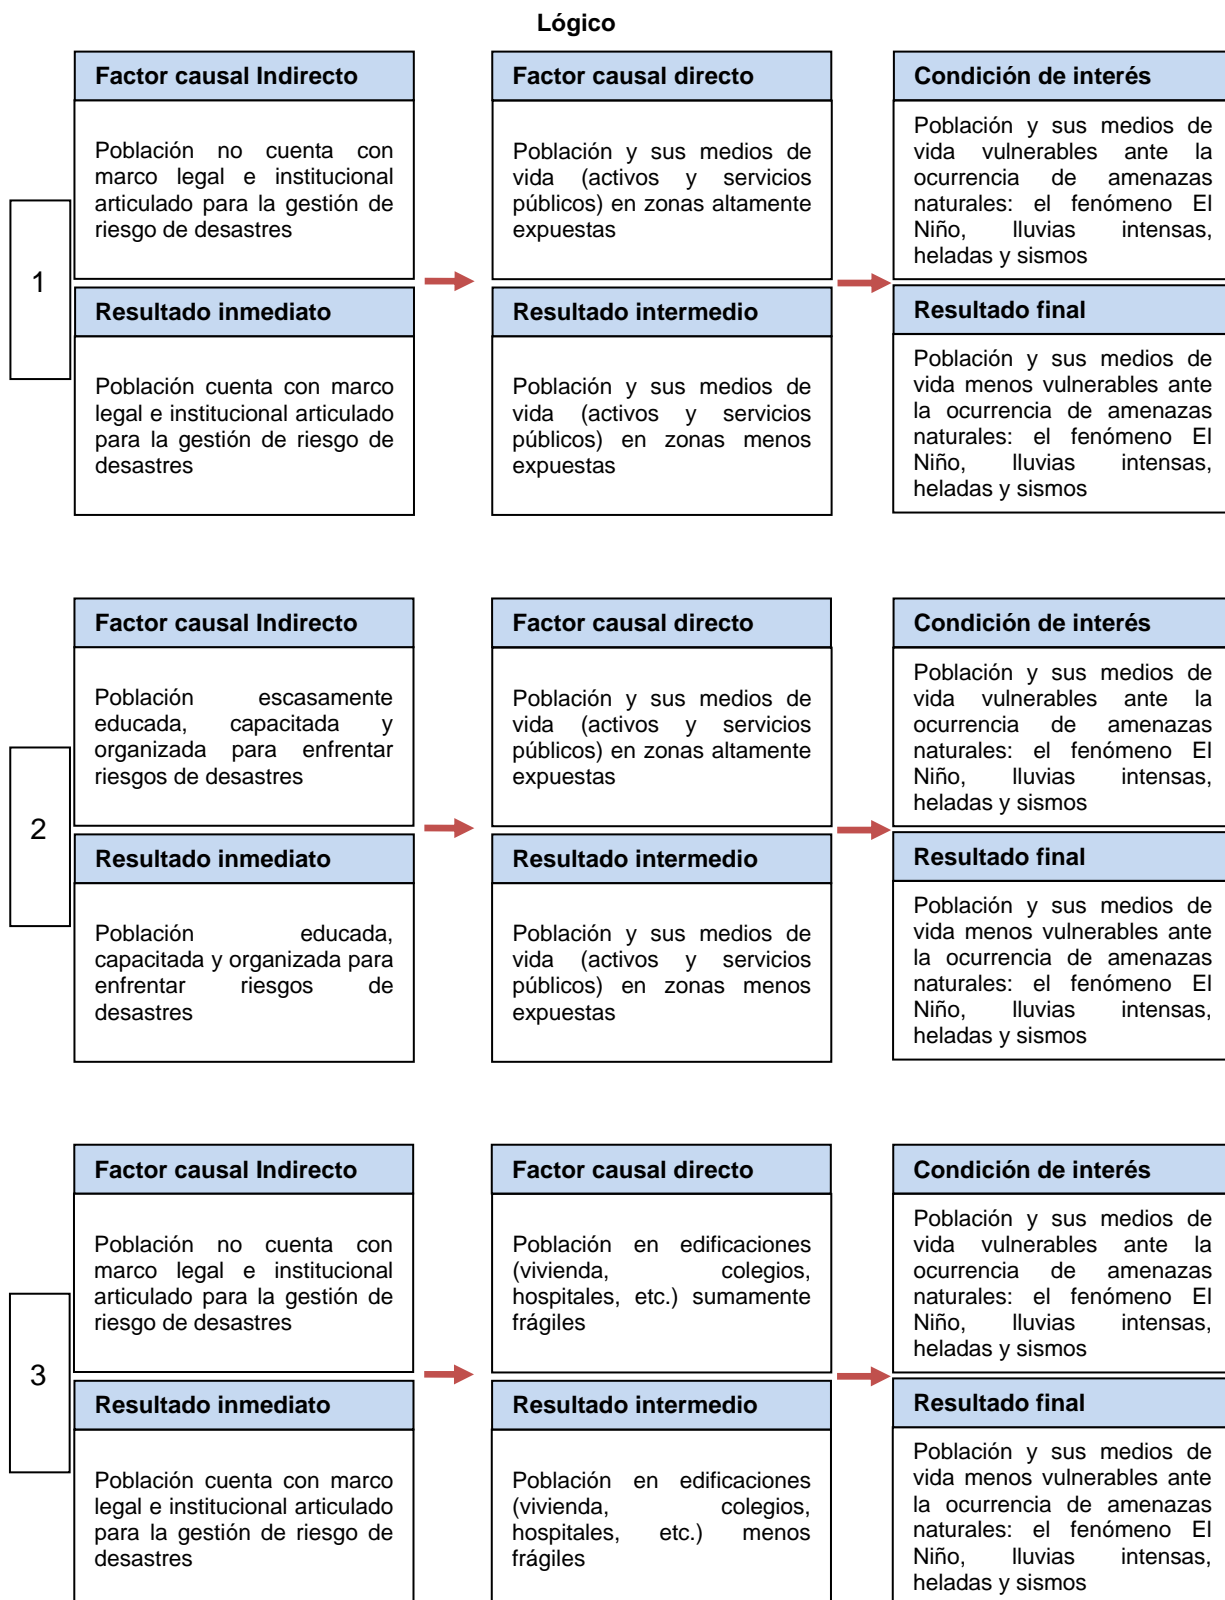 Lógico
1
Factor causal Indirecto
Población no cuenta con
marco legal e institucional
articulado para la gestión de
riesgo de desastres
Resultado inmediato
Población cuenta con marco
legal e institucional articulado
para la gestión de riesgo de
desastres
Factor causal directo
Población y sus medios de
vida (activos y servicios
públicos) en zonas altamente
expuestas
Resultado intermedio
Población y sus medios de
vida (activos y servicios
públicos) en zonas menos
expuestas
Condición de interés
Población y sus medios de
vida vulnerables ante la
ocurrencia de amenazas
naturales: el fenómeno El
Niño, lluvias intensas,
heladas y sismos
Resultado final
Población y sus medios de
vida menos vulnerables ante
la ocurrencia de amenazas
naturales: el fenómeno El
Niño, lluvias intensas,
heladas y sismos
2
Factor causal Indirecto
Población escasamente
educada, capacitada y
organizada para enfrentar
riesgos de desastres
Resultado inmediato
Población educada,
capacitada y organizada para
enfrentar riesgos de
desastres
Factor causal directo
Población y sus medios de
vida (activos y servicios
públicos) en zonas altamente
expuestas
Resultado intermedio
Población y sus medios de
vida (activos y servicios
públicos) en zonas menos
expuestas
Condición de interés
Población y sus medios de
vida vulnerables ante la
ocurrencia de amenazas
naturales: el fenómeno El
Niño, lluvias intensas,
heladas y sismos
Resultado final
Población y sus medios de
vida menos vulnerables ante
la ocurrencia de amenazas
naturales: el fenómeno El
Niño, lluvias intensas,
heladas y sismos
3
Factor causal Indirecto
Población no cuenta con
marco legal e institucional
articulado para la gestión de
riesgo de desastres
Resultado inmediato
Población cuenta con marco
legal e institucional articulado
para la gestión de riesgo de
desastres
Factor causal directo
Población en edificaciones
(vivienda, colegios,
hospitales, etc.) sumamente
frágiles
Resultado intermedio
Población en edificaciones
(vivienda, colegios,
hospitales, etc.) menos
frágiles
Condición de interés
Población y sus medios de
vida vulnerables ante la
ocurrencia de amenazas
naturales: el fenómeno El
Niño, lluvias intensas,
heladas y sismos
Resultado final
Población y sus medios de
vida menos vulnerables ante
la ocurrencia de amenazas
naturales: el fenómeno El
Niño, lluvias intensas,
heladas y sismos